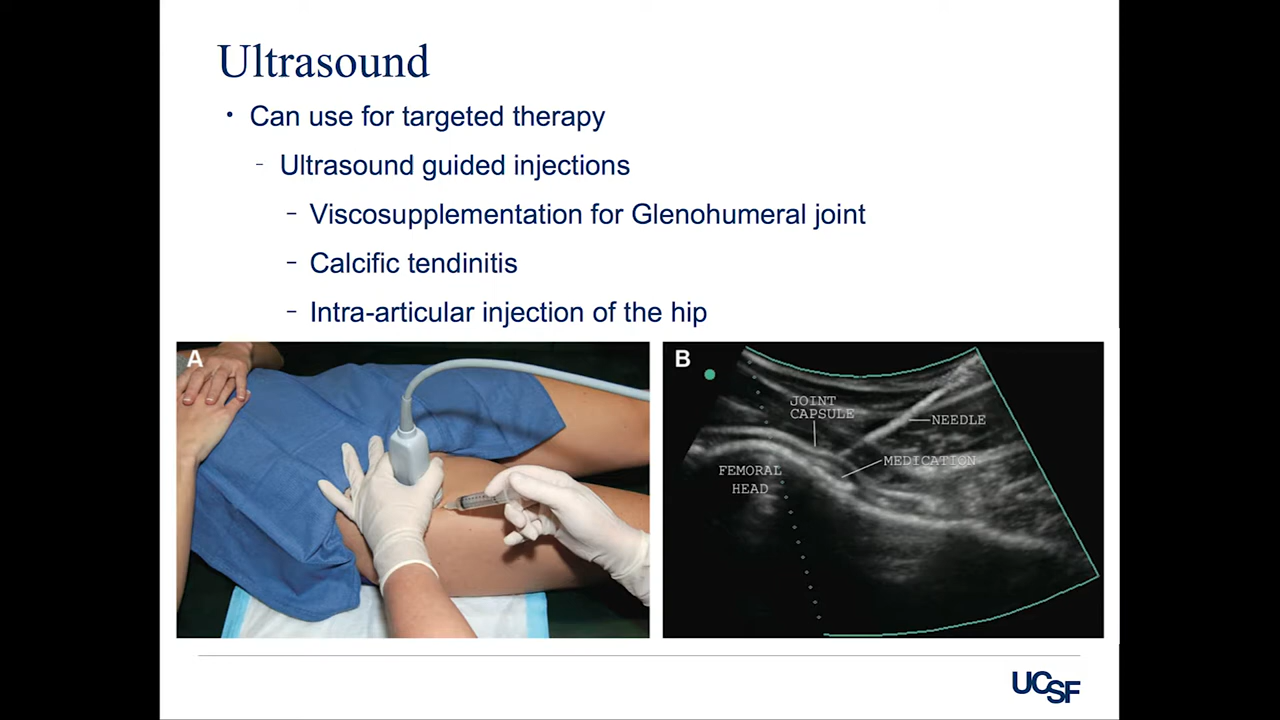 Ultrasound
• Can use for targeted therapy
- Ultrasound guided injections
– Viscosupplementation for Glenohumeral joint
– Calcific tendinitis
– Intra-articular injection of the hip
A
B
JOINT
CAPSULE
NEEDLE
MEDICATION
FEMORAL
HEAD
UCSF